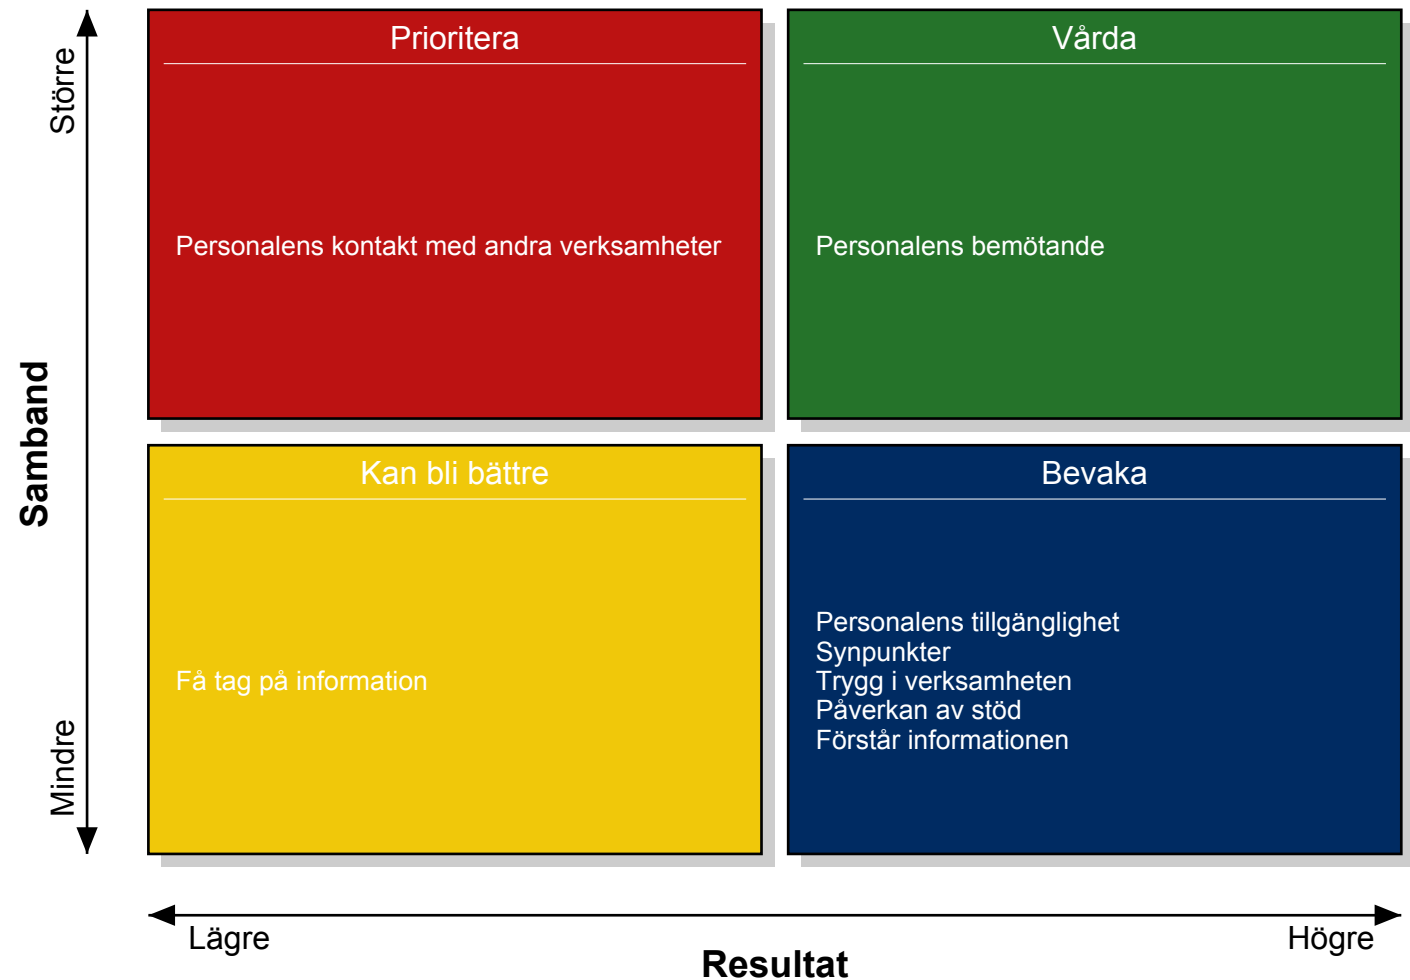 Större
Samband
Mindre
Prioritera
Personalens kontakt med andra verksamheter
Vårda
Personalens bemötande
Kan bli bättre
Få tag på information
Bevaka
Personalens tillgänglighet
Synpunkter
Trygg i verksamheten
Påverkan av stöd
Förstår informationen
Lägre
Högre
Resultat